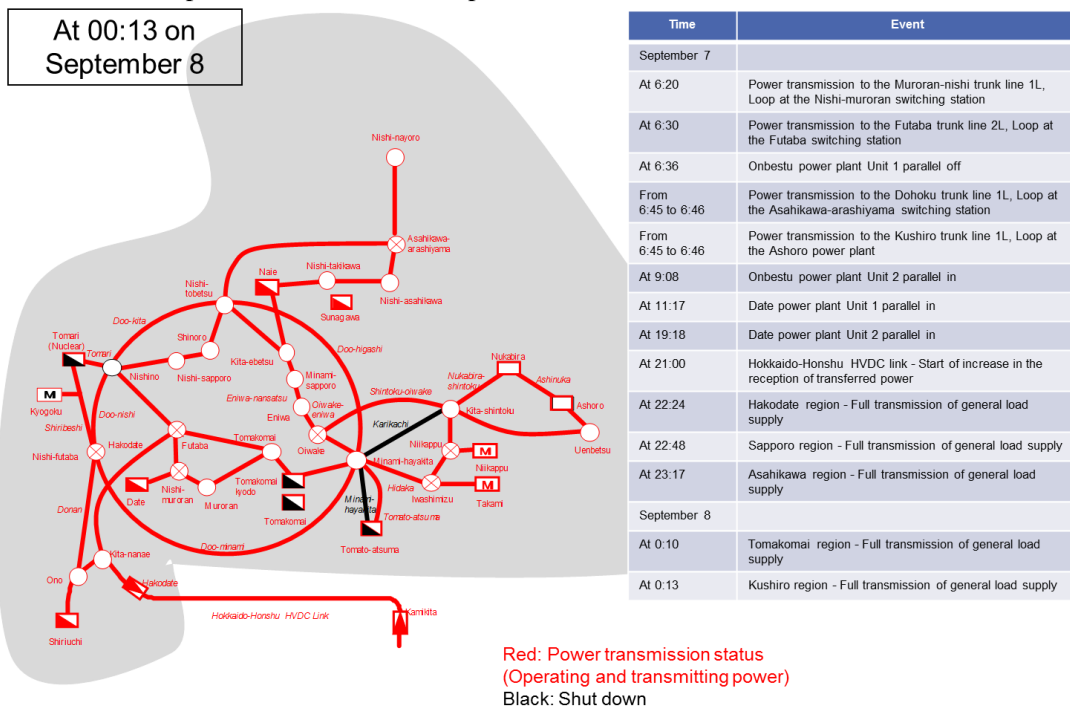 At 00:13 on
September 8
Time Event
September 7
At 6:20 Power transmission to the Muroran-nishi trunk line 1L,
Loop at the Nishi-muroran switching station
At 6:30 Power transmission to the Futaba trunk line 2L, Loop at
the Futaba switching station
At 6:36 Onbestu power plant Unit 1 parallel off
From
6:45 to 6:46 Power transmission to the Dohoku trunk line 1L, Loop at
the Asahikawa-arashiyama switching station
From
6:45 to 6:46 Power transmission to the Kushiro trunk line 1L, Loop at
the Ashoro power plant
At 9:08 Onbestu power plant Unit 2 parallel in
At 11:17 Date power plant Unit 1 parallel in
At 19:18 Date power plant Unit 2 parallel in
At 21:00 Hokkaido-Honshu HVDC link - Start of increase in the
reception of transferred power
At 22:24 Hakodate region - Full transmission of general load
supply
At 22:48 Sapporo region - Full transmission of general load supply
At 23:17 Asahikawa region - Full transmission of general load
supply
September 8
At 0:10 Tomakomai region - Full transmission of general load
supply
At 0:13 Kushiro region - Full transmission of general load supply
Nishi-nayoro
Asahikawa-
arashiyama
Nishi-takikawa
Naie
Nishi-asahikawa
Sunagawa
Nishi-
tobetsu
Doo-kita
Shinoro
Tomari
(Nuclear)
Tomari
Nishino
Nishi-sapporo
Kita-ebetsu
Doo-higashi
Minami-
sapporo
Eniwa-nansatsu
Oiwake-
eniwa
Eniwa
Oiwake
Shintoku-oiwake
Nukabira-
shintoku
Nukabira
Ashinuka
Ashoro
Kita-shintoku
Uenbetsu
Karikachi
M
Kyogoku
Shiribeshi
Doo-nishi
Hakodate
Nishi-futaba
Futaba
Tomakomai
Minami-hayakita
Niikappu
M
Niikappu
M
Takami
Hidaka
Iwashimizu
Date
Nishi-
muroran
Muroran
Tomakomai
kyodo
Tomakomai
Minami-
hayakita
Tomato-atsuma
Tomato-atsuma
Donan
Doo-minami
Kita-nanae
Ono
Hakodate
Shiriuchi
Hokkaido-Honshu HVDC Link
Kamikita
Red: Power transmission status
(Operating and transmitting power)
Black: Shut down